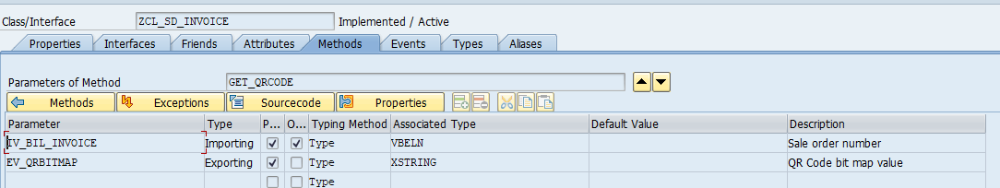 Class/Interface ZCL_SD_INVOICE Implemented / Active
Properties Interfaces Friends Attributes Methods Events Types Aliases
Parameters of Method GET_QRCODE
Methods Exceptions Sourcecode Properties
Parameter Type P... O... Typing Method Associated Type Default Value Description
IV_BIL_INVOICE Importing Type VBELN Sale order number
EV_QRBITMAP Exporting Type XSTRING QR Code bit map value
Type